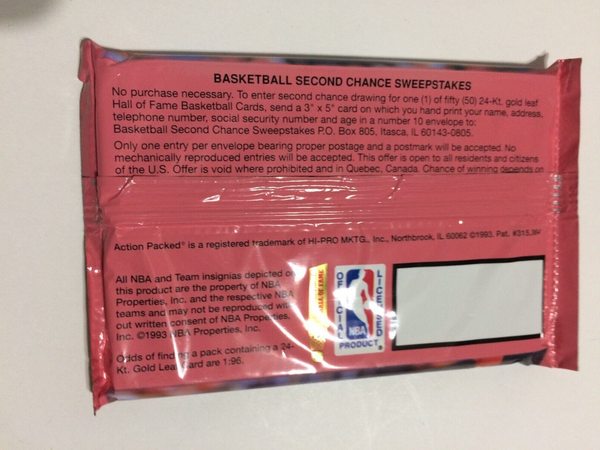 BASKETBALL SECOND CHANCE SWEEPSTAKES
No purchase necessary. To enter second chance drawing for one (1) of fifty (50) 24-Kt. gold leaf
Hall of Fame Basketball Cards, send a 3" x 5" card on which you hand print your name, address,
telephone number, social security number and age in a number 10 envelope to:
Basketball Second Chance Sweepstakes P.O. Box 805, Itasca, IL 60143-0805.
Only one entry per envelope bearing proper postage and a postmark will be accepted. No
mechanically reproduced entries will be accepted. This offer is open to all residents and citizens
of the U.S. Offer is void where prohibited and in Quebec, Canada. Chance of winning depends on
Action Packed® is a registered trademark of HI-PRO MKTG., Inc., Northbrook, IL 60062 ©1993. Pat.
All NBA and Team insignias depicted on
this product are the property of NBA
Properties, Inc. and the respective NBA
teams and may not be reproduced with-
out written consent of NBA Properties,
Inc. ©1993 NBA Properties, Inc.
Odds of finding a pack containing a 24-
Kt. Gold Leaf Card are 1:96.
HALL OF FAME
OFFICIAL
LICENSED
NBA
PRODUCT